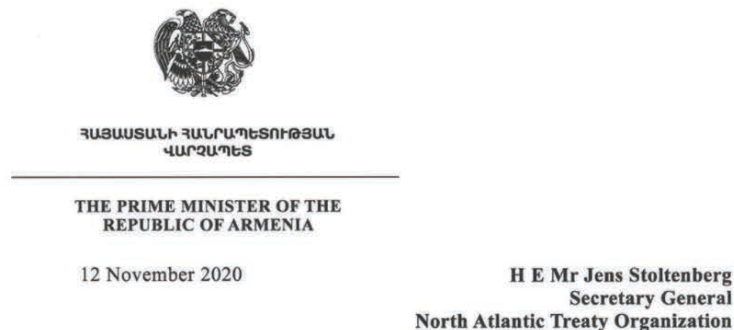 ՀԱՅԱՍՏԱՆԻ ՀԱՆՐԱՊԵՏՈՒԹՅԱՆ
ՎԱՐՉԱՊԵՏ
THE PRIME MINISTER OF THE
REPUBLIC OF ARMENIA
12 November 2020
H E Mr Jens Stoltenberg
Secretary General
North Atlantic Treaty Organization